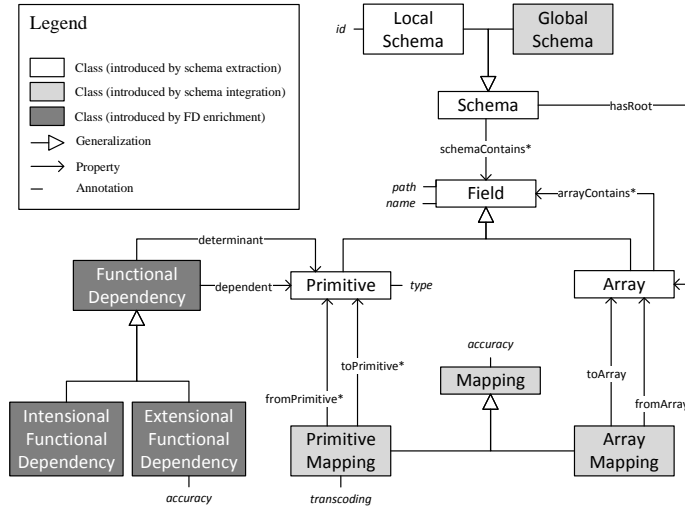 Legend
Class (introduced by schema extraction)
Class (introduced by schema integration)
Class (introduced by FD enrichment)
Generalization
Property
Annotation
id
Local
Schema
Global
Schema
Schema
hasRoot
schemaContains*
path
name
Field
arrayContains*
determinant
Functional
Dependency
dependent
Primitive
type
Array
accuracy
Mapping
toPrimitive*
fromPrimitive*
toArray
fromArray
Intensional
Functional
Dependency
Extensional
Functional
Dependency
accuracy
Primitive
Mapping
transcoding
Array
Mapping